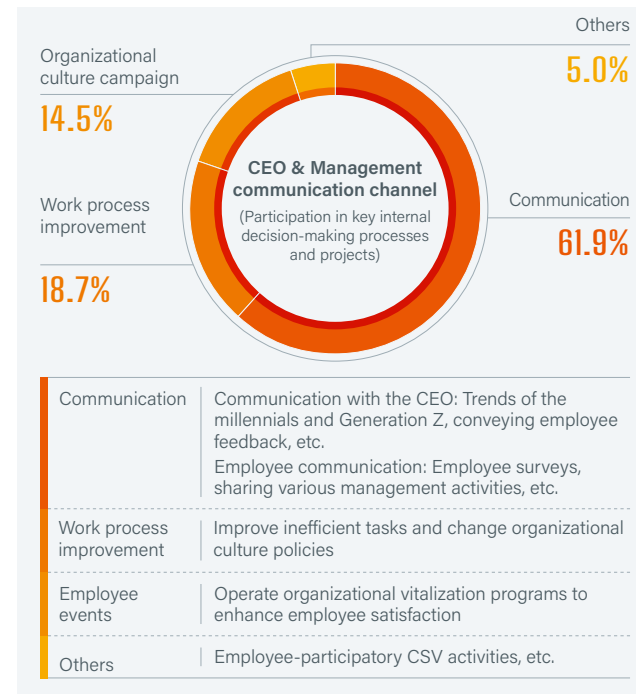 Others
5.0%
Organizational
culture campaign
14.5%
CEO & Management
communication channel
(Participation in key internal
decision-making processes
and projects)
Work process
improvement
18.7%
Communication
61.9%
Communication
Communication with the CEO: Trends of the
millennials and Generation Z, conveying employee
feedback, etc.
Employee communication: Employee surveys,
sharing various management activities, etc.
Work process
improvement
Improve inefficient tasks and change organizational
culture policies
Employee
events
Operate organizational vitalization programs to
enhance employee satisfaction
Others
Employee-participatory CSV activities, etc.